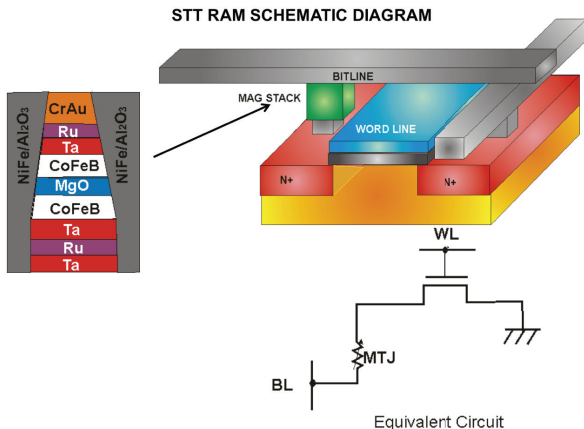 STT RAM SCHEMATIC DIAGRAM
BITLINE
MAG STACK
WORD LINE
N+
N+
NiFe/Al2O3
CrAu
Ru
Ta
CoFeB
MgO
CoFeB
Ta
Ru
Ta
NiFe/Al2O3
WL
MTJ
BL
Equivalent Circuit